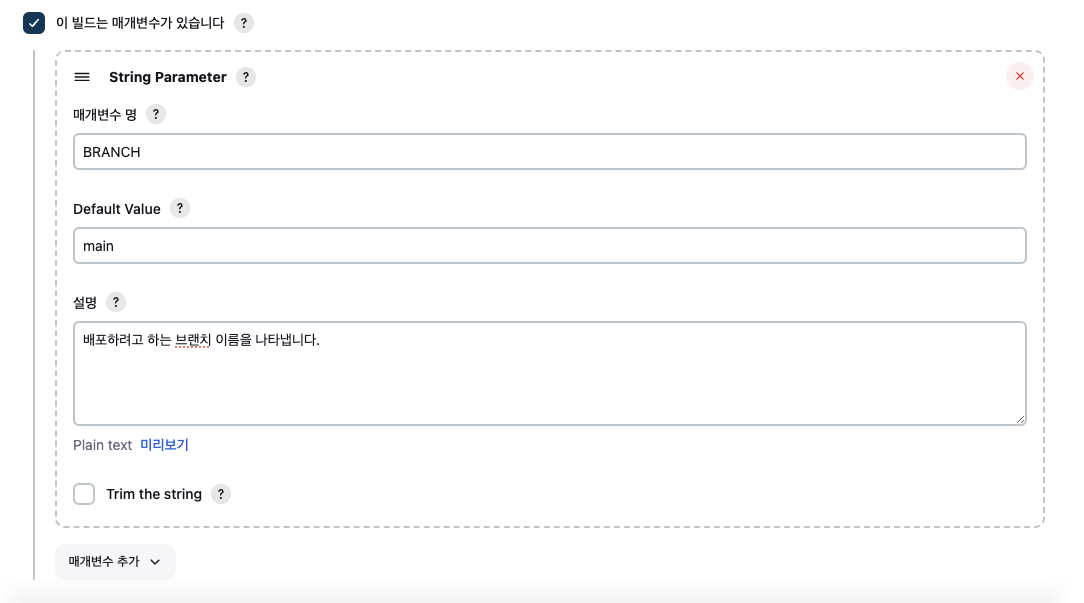 이 빌드는 매개변수가 있습니다 ?
String Parameter ?
매개변수 명 ?
BRANCH
Default Value ?
main
설명 ?
배포하려고 하는 브랜치 이름을 나타냅니다.
Plain text 미리보기
Trim the string ?
매개변수 추가